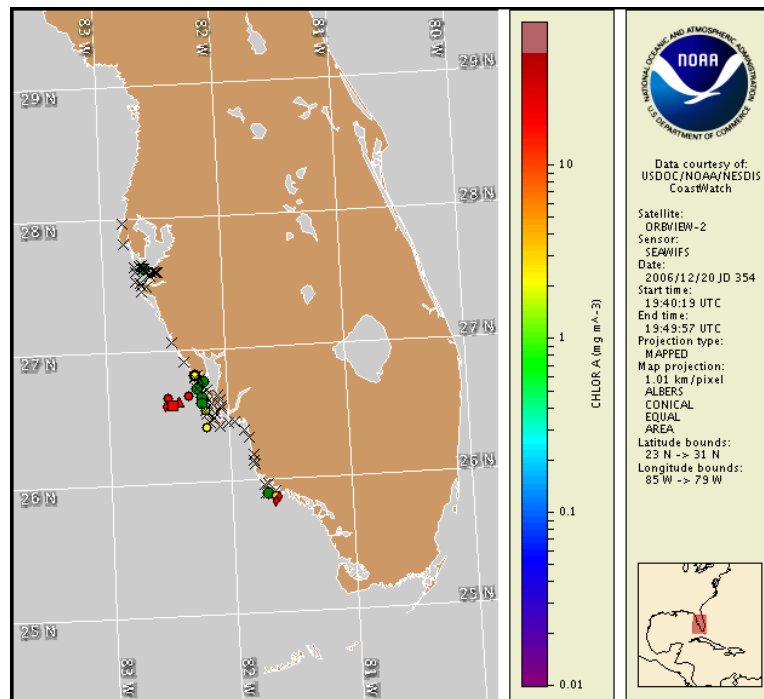 83 W
82 W
81 W
80 W
29 N
29 N
28 N
28 N
27 N
27 N
26 N
26 N
25 N
25 N
83 W
82 W
81 W
10
1
0.1
0.01
CHLOR A (mg m^-3)
NATIONAL OCEANIC AND ATMOSPHERIC ADMINISTRATION
NOAA
U.S. DEPARTMENT OF COMMERCE
Data courtesy of:
USDOC/NOAA/NESDIS
CoastWatch
Satellite:
ORBVIEW-2
Sensor:
SEAWIFS
Date:
2006/12/20 JD 354
Start time:
19:40:19 UTC
End time:
19:49:57 UTC
Projection type:
MAPPED
Map projection:
1.01 km/pixel
ALBERS
CONICAL
EQUAL
AREA
Latitude bounds:
23 N -> 31 N
Longitude bounds:
85 W -> 79 W